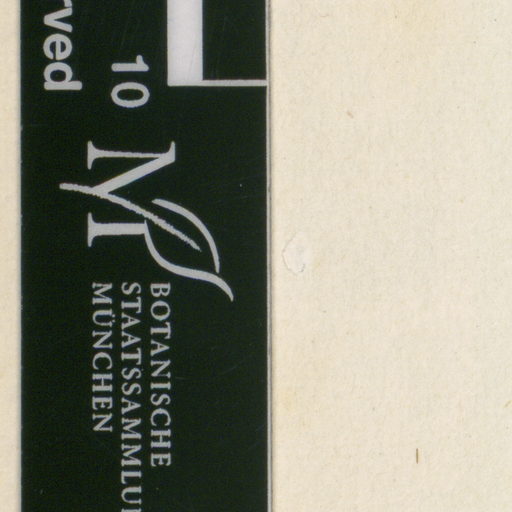 rved
10
M
BOTANISCHE
STAATSSAMMLU
MÜNCHEN